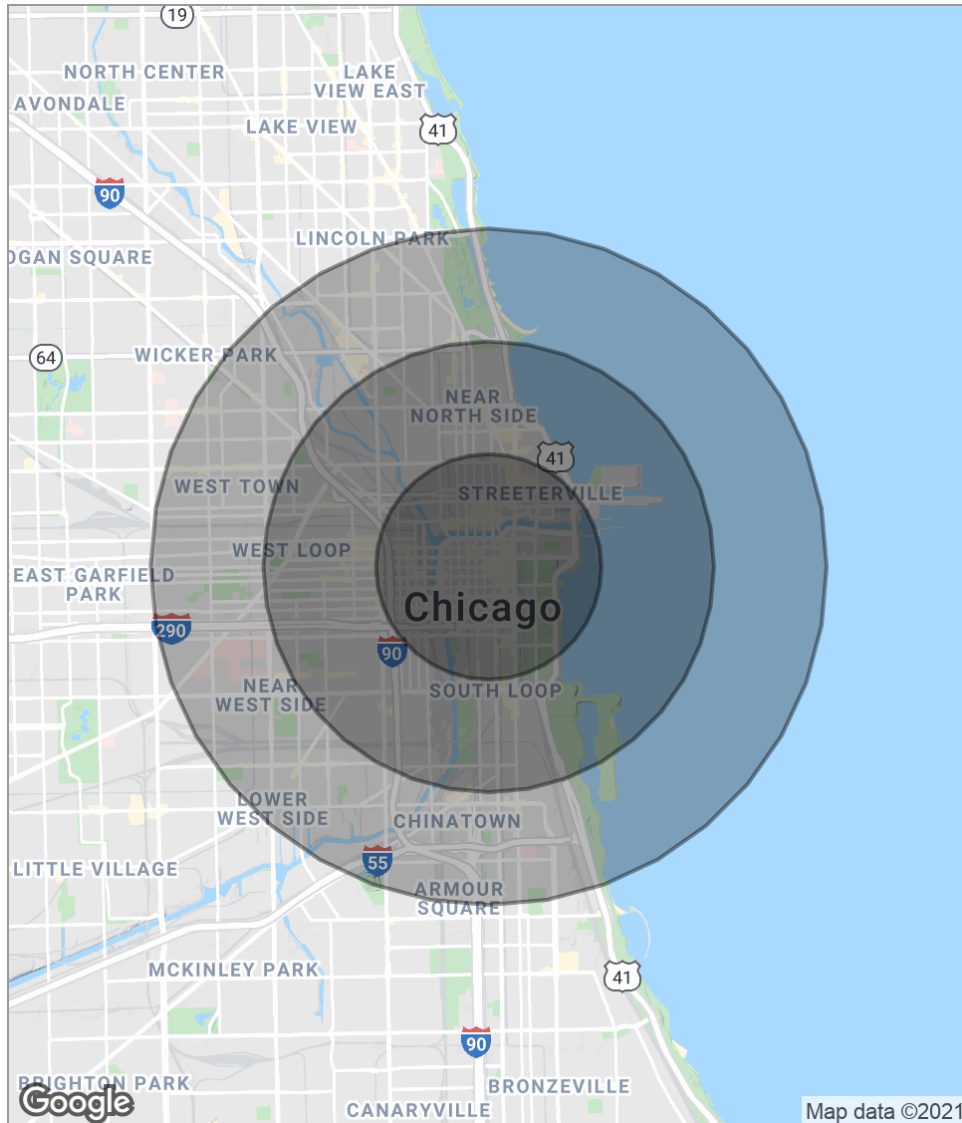 19
NORTH CENTER
LAKE
VIEW EAST
AVONDALE
LAKE VIEW
41
90
LINCOLN PARK
OGAN SQUARE
64
WICKER PARK
NEAR
NORTH SIDE
41
WEST TOWN
STREETERVILLE
WEST LOOP
EAST GARFIELD
PARK
Chicago
290
90
NEAR
WEST SIDE
SOUTH LOOP
LOWER
WEST SIDE
CHINATOWN
55
LITTLE VILLAGE
ARMOUR
SQUARE
MCKINLEY PARK
41
90
BRIGHTON PARK
BRONZEVILLE
Google
CANARYVILLE
Map data ©2021